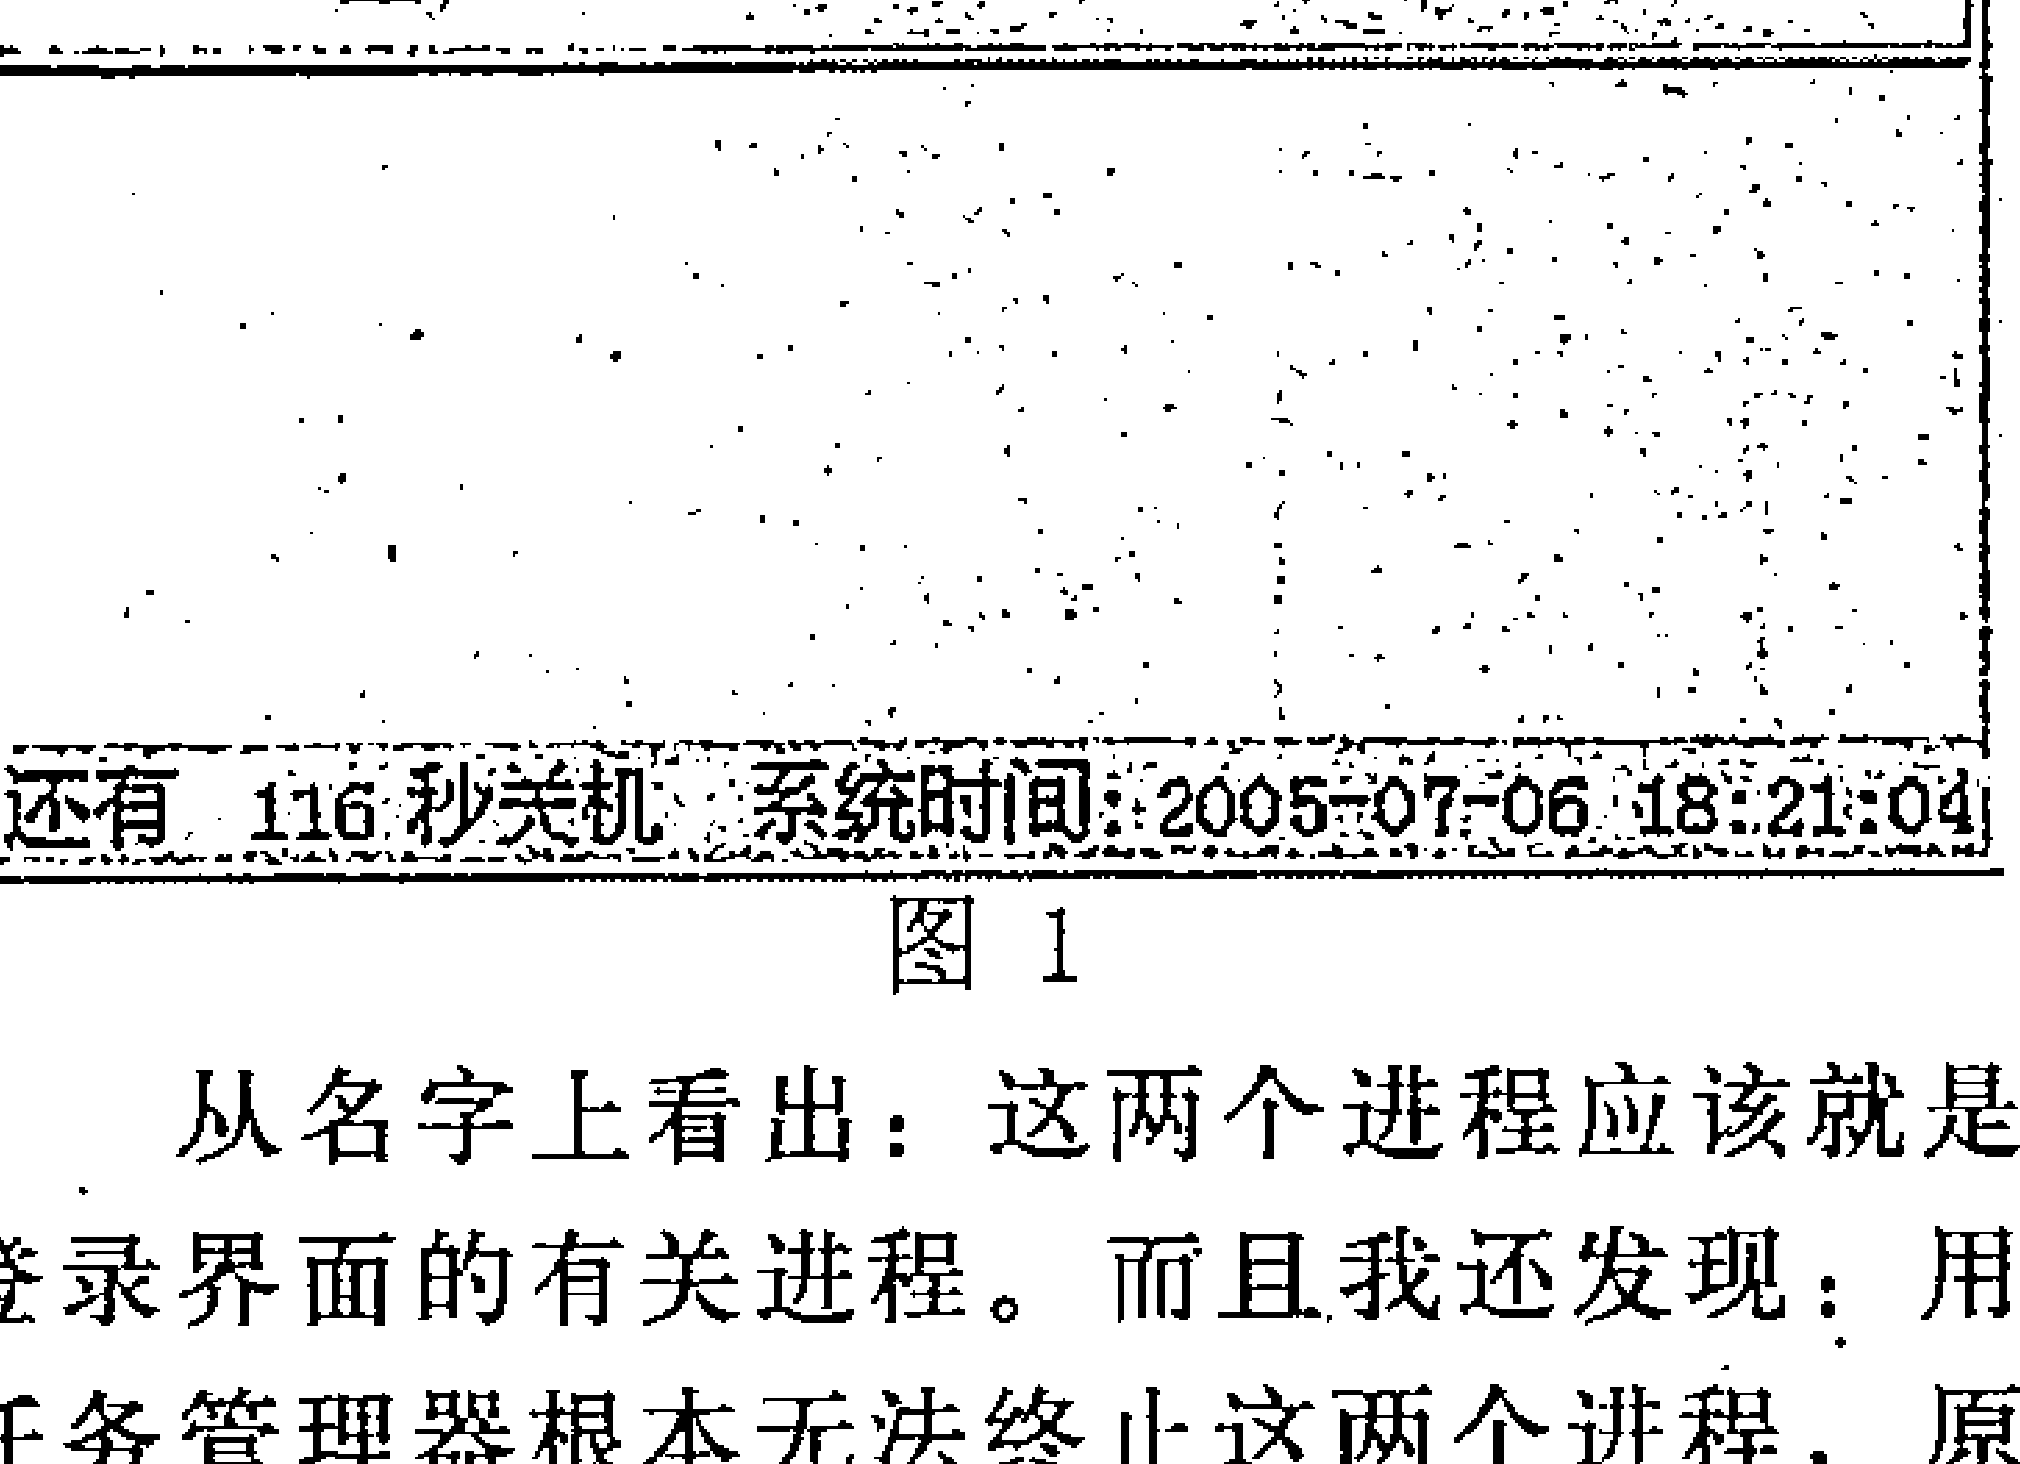 还有 116 秒关机 系统时间:2005-07-06 18:21:04
图 1
从名字上看出：这两个进程应该就是
登录界面的有关进程。而且我还发现：用
任务管理器根本无法终止这两个进程，原